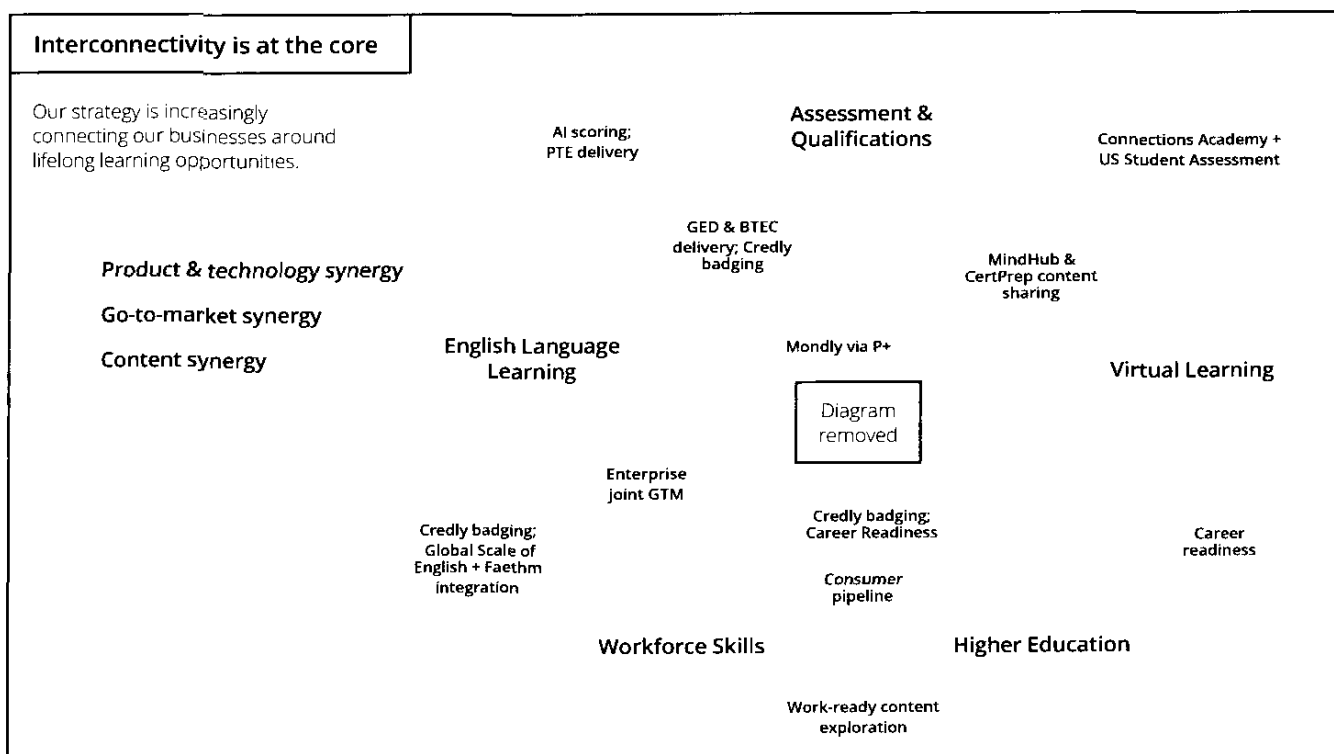 Interconnectivity is at the core
Our strategy is increasingly
connecting our businesses around
lifelong learning opportunities.
AI scoring;
PTE delivery
Assessment &
Qualifications
Connections Academy +
US Student Assessment
GED & BTEC
delivery; Credly
badging
MindHub &
CertPrep content
sharing
Product & technology synergy
Go-to-market synergy
Content synergy
English Language
Learning
Mondly via P+
Virtual Learning
Diagram
removed
Enterprise
joint GTM
Credly badging;
Global Scale of
English + Faethm
integration
Credly badging;
Career Readiness
Career
readiness
Consumer
pipeline
Workforce Skills
Higher Education
Work-ready content
exploration